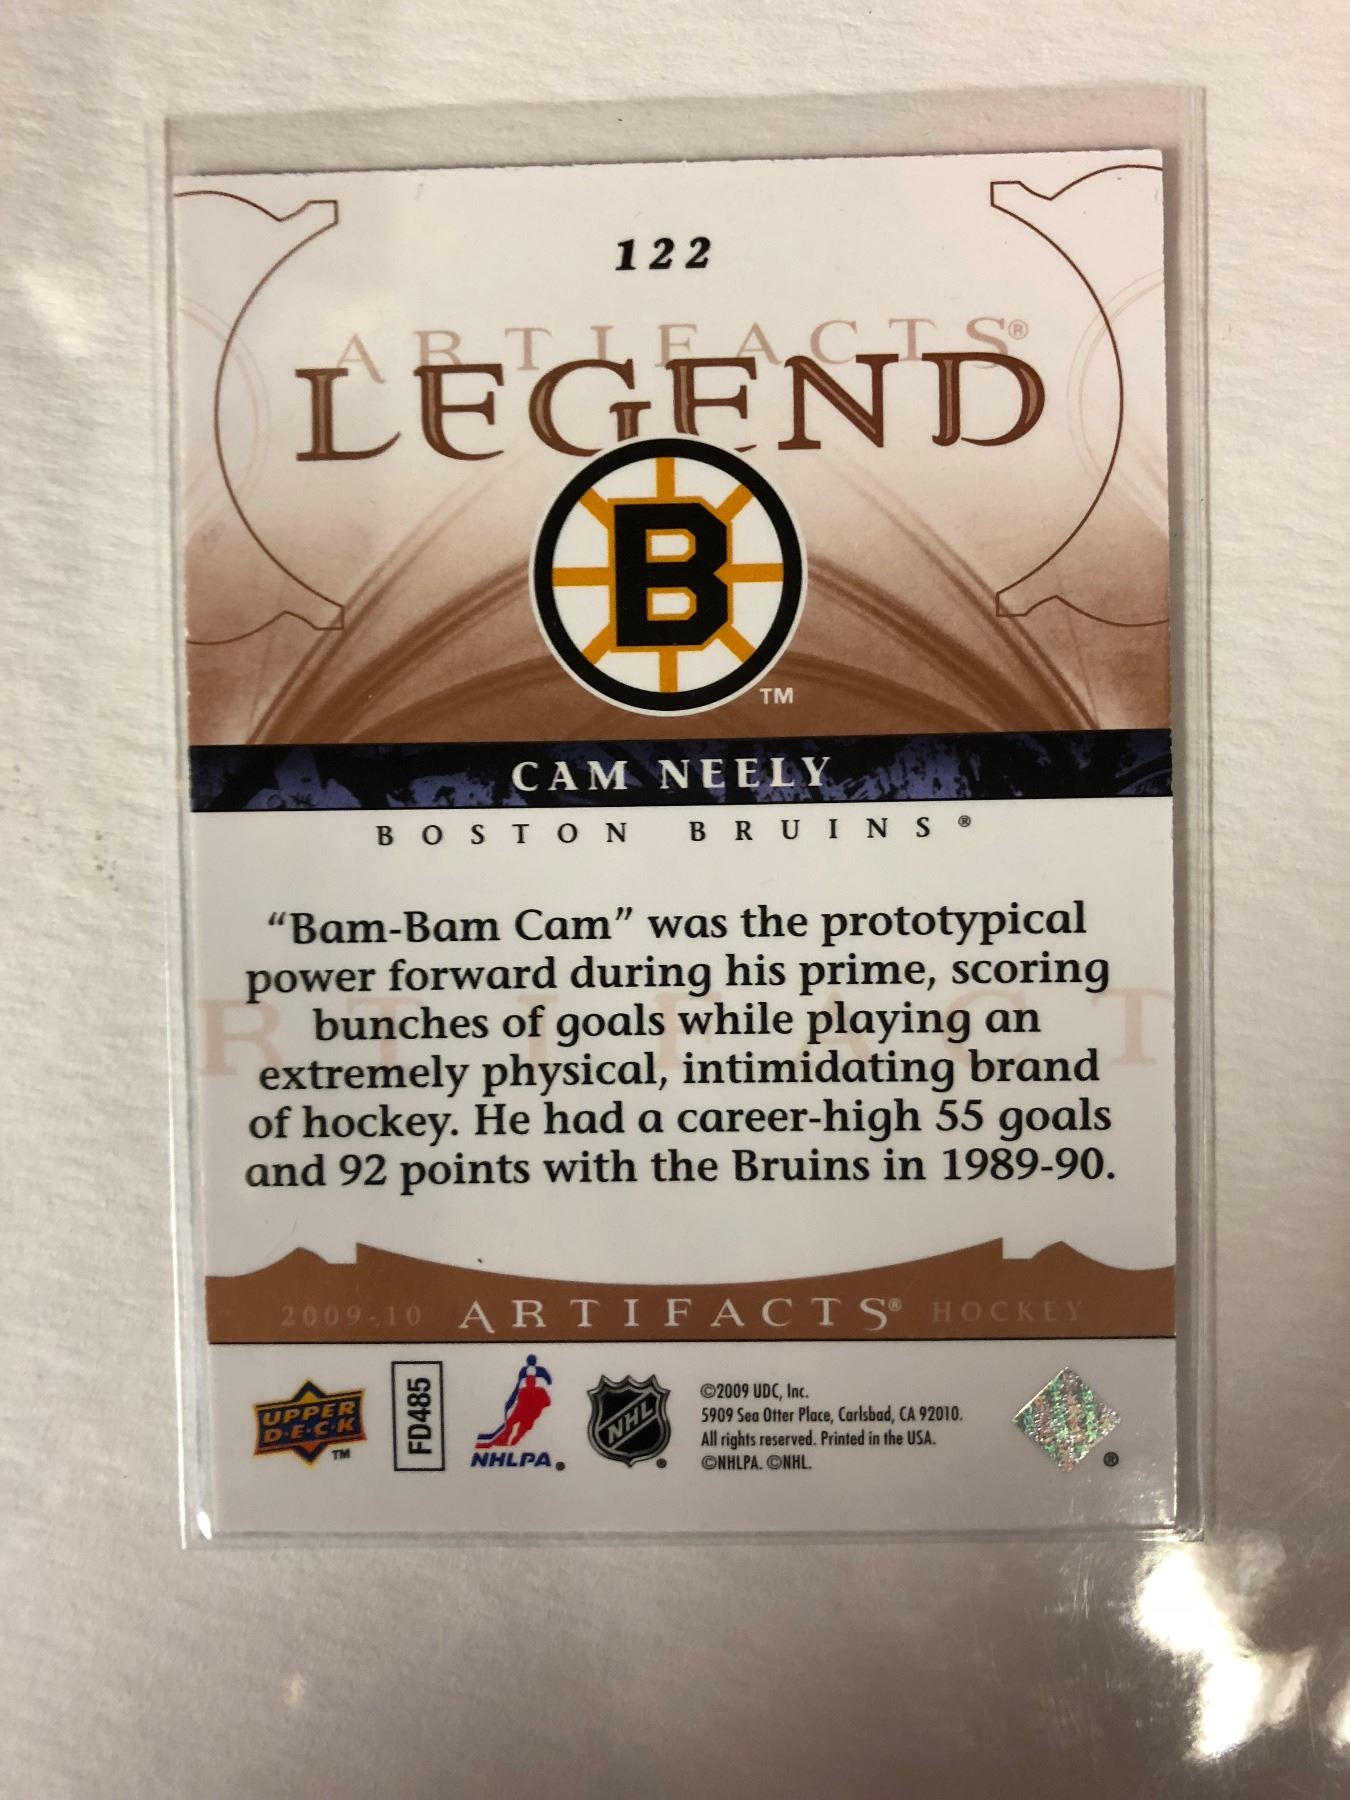 122
ARTIFACTS®
LEGEND
B
TM
CAM NEELY
BOSTON BRUINS®
“Bam-Bam Cam” was the prototypical
power forward during his prime, scoring
bunches of goals while playing an
extremely physical, intimidating brand
of hockey. He had a career-high 55 goals
and 92 points with the Bruins in 1989-90.
RTIFACT
2009-10 ARTIFACTS® HOCKEY
UPPER
D·E·C·K
TM
FD485
NHLPA®
NHL®
©2009 UDC, Inc.
5909 Sea Otter Place, Carlsbad, CA 92010.
All rights reserved. Printed in the USA.
©NHLPA. ©NHL.
®